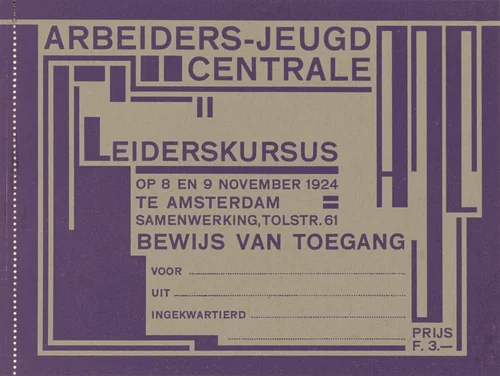 ARBEIDERS-JEUGD
CENTRALE
LEIDERSKURSUS
OP 8 EN 9 NOVEMBER 1924
TE AMSTERDAM
SAMENWERKING, TOLSTR. 61
BEWIJS VAN TOEGANG
VOOR
UIT
INGEKWARTIERD
PRIJS
F. 3.—